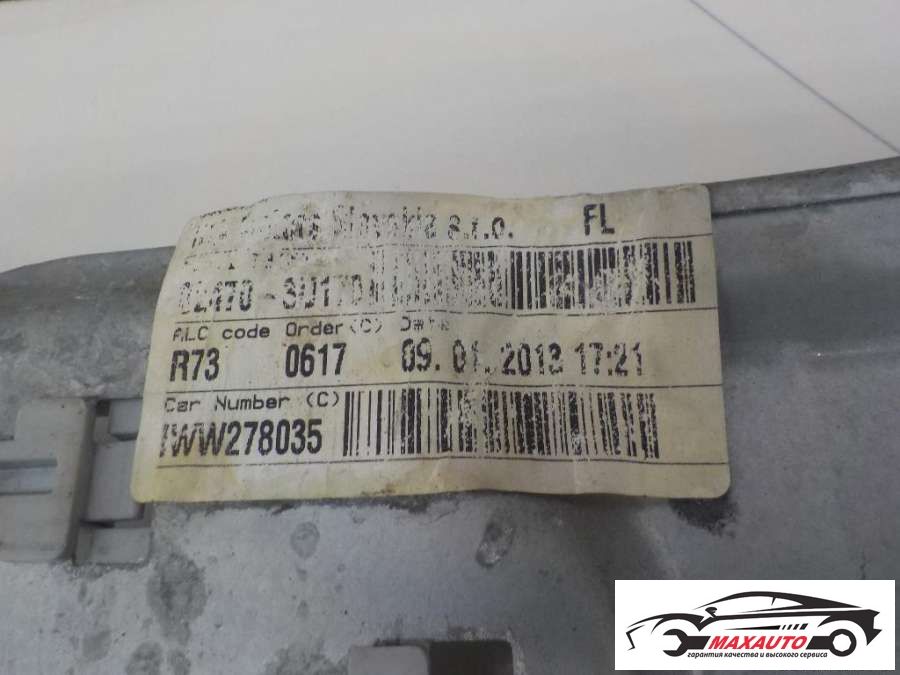 Slovakia s.r.o. FL
ALC code Order(C) Date
R73 0617 09.01.2013 17:21
Car Number (C)
IWW278035
MAXAUTO
гарантия качества и высокого сервиса